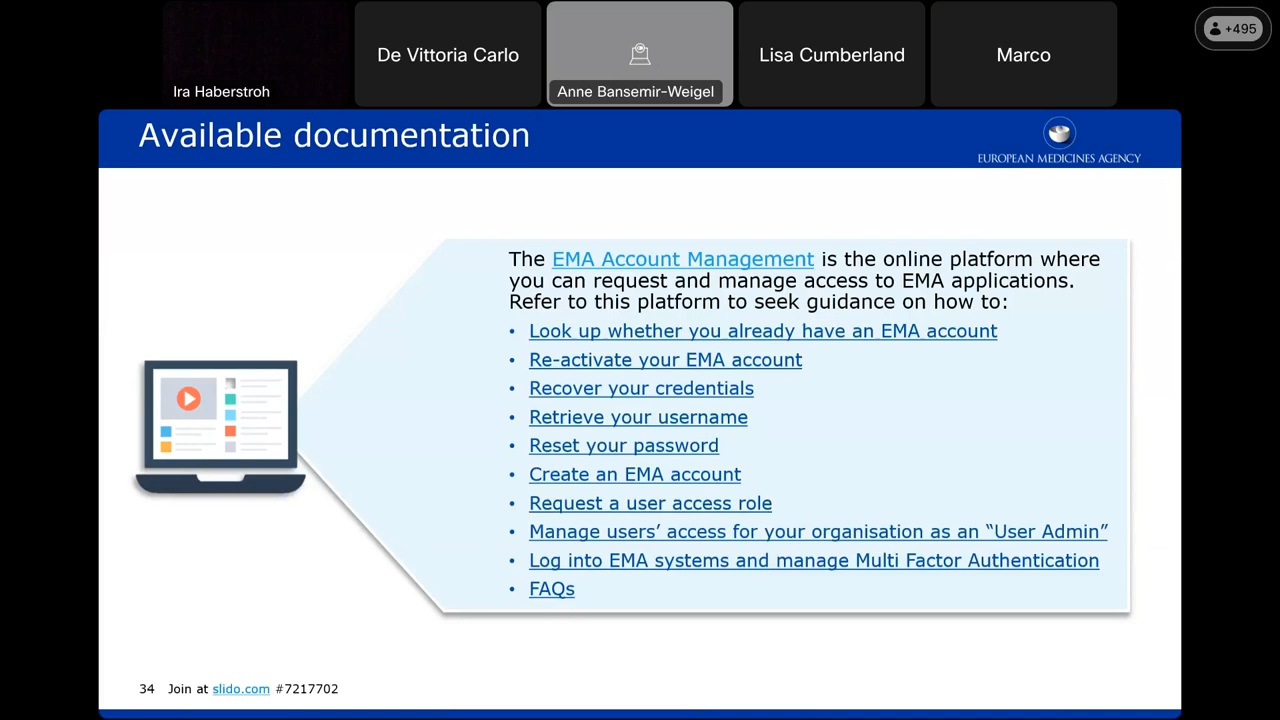 De Vittoria Carlo
Lisa Cumberland
Marco
+495
Ira Haberstroh
Anne Bansemir-Weigel
Available documentation
EUROPEAN MEDICINES AGENCY
The EMA Account Management is the online platform where
you can request and manage access to EMA applications.
Refer to this platform to seek guidance on how to:
• Look up whether you already have an EMA account
• Re-activate your EMA account
• Recover your credentials
• Retrieve your username
• Reset your password
• Create an EMA account
• Request a user access role
• Manage users’ access for your organisation as an “User Admin”
• Log into EMA systems and manage Multi Factor Authentication
• FAQs
34 Join at slido.com #7217702